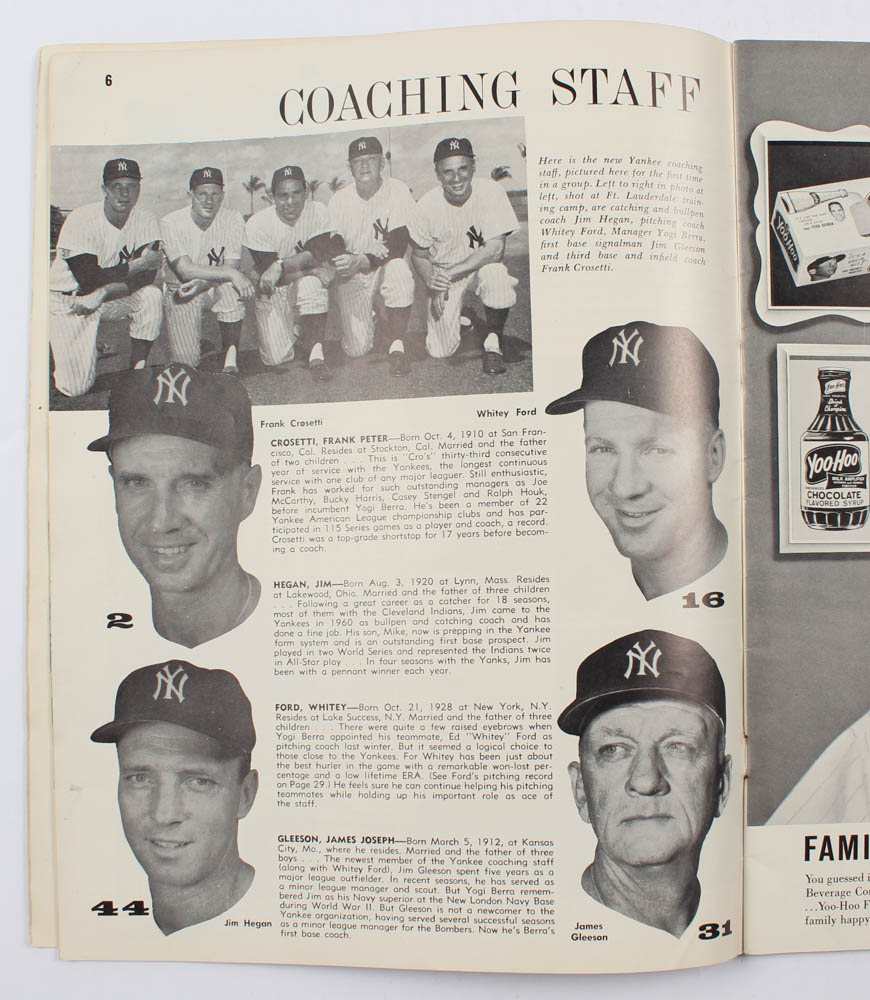 6
COACHING STAFF
Here is the new Yankee coaching
staff, pictured here for the first time
in a group. Left to right in photo at
left, shot at Ft. Lauderdale train-
ing camp, are catching and bullpen
coach Jim Hegan, pitching coach
Whitey Ford, Manager Yogi Berra,
first base signalman Jim Gleeson
and third base and infield coach
Frank Crosetti.
Frank Crosetti
Whitey Ford
CROSETTI, FRANK PETER—Born Oct. 4, 1910 at San Fran-
cisco, Cal. Resides at Stockton, Cal. Married and the father
of two children . . . This is "Cro's" thirty-third consecutive
year of service with the Yankees, the longest continuous
service with one club of any major leaguer. Still enthusiastic,
Frank has worked for such outstanding managers as Joe
McCarthy, Bucky Harris, Casey Stengel and Ralph Houk,
before incumbent Yogi Berra. He's been a member of 22
Yankee American League championship clubs and has par-
ticipated in 115 Series games as a player and coach, a record.
Crosetti was a top-grade shortstop for 17 years before becom-
ing a coach.
2
16
HEGAN, JIM—Born Aug. 3, 1920 at Lynn, Mass. Resides
at Lakewood, Ohio. Married and the father of three children
. . . Following a great career as a catcher for 18 seasons,
most of them with the Cleveland Indians, Jim came to the
Yankees in 1960 as bullpen and catching coach and has
done a fine job. His son, Mike, now is prepping in the Yankee
farm system and is an outstanding first base prospect. Jim
played in two World Series and represented the Indians twice
in All-Star play . . . In four seasons with the Yanks, Jim has
been with a pennant winner each year.
FORD, WHITEY—Born Oct. 21, 1928 at New York, N.Y.
Resides at Lake Success, N.Y. Married and the father of three
children . . . There were quite a few raised eyebrows when
Yogi Berra appointed his teammate, Ed "Whitey" Ford as
pitching coach last winter. But it seemed a logical choice to
those close to the Yankees. For Whitey has been just about
the best hurler in the game with a remarkable won-lost per-
centage and a low lifetime ERA. (See Ford's pitching record
on Page 29.) He feels sure he can continue helping his pitching
teammates while holding up his important role as ace of
the staff.
GLEESON, JAMES JOSEPH—Born March 5, 1912, at Kansas
City, Mo., where he resides. Married and the father of three
boys . . . The newest member of the Yankee coaching staff
(along with Whitey Ford), Jim Gleeson spent five years as a
major league outfielder. In recent seasons, he has served as
a minor league manager and scout. But Yogi Berra remem-
bered Jim as his Navy superior at the New London Navy Base
during World War II. But Gleeson is not a newcomer to the
Yankee organization, having served several successful seasons
as a minor league manager for the Bombers. Now he's Berra's
first base coach.
44
Jim Hegan
James
Gleeson
31
Yoo-Hoo
Yoo-Hoo
Drink of
Champions
Yoo-Hoo
MILK AMPLIFIER
CHOCOLATE
FLAVORED SYRUP
FAMI
You guessed i
Beverage Co
...Yoo-Hoo F
family happy